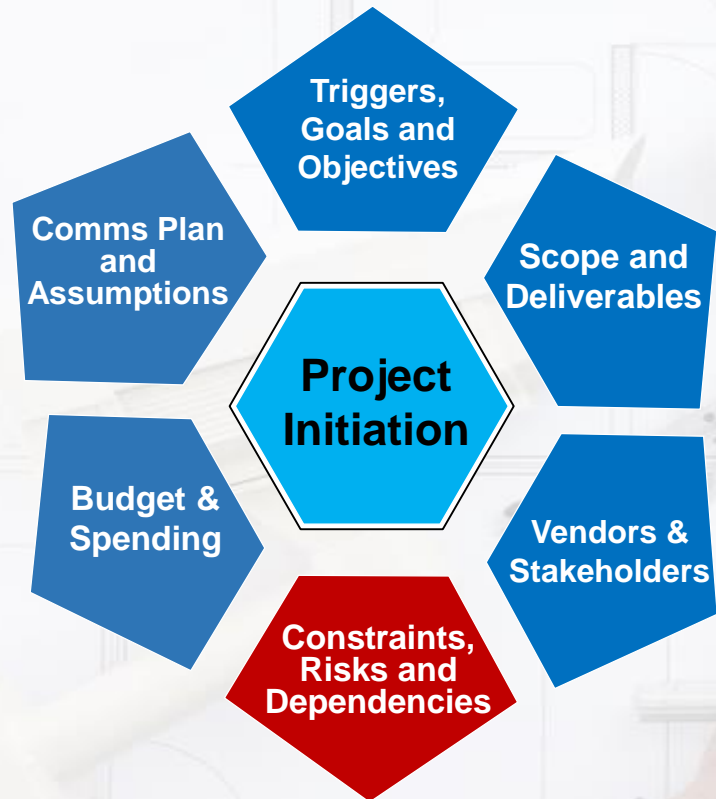 Triggers,
Goals and
Objectives
Scope and
Deliverables
Vendors &
Stakeholders
Constraints,
Risks and
Dependencies
Budget &
Spending
Comms Plan
and
Assumptions
Project
Initiation